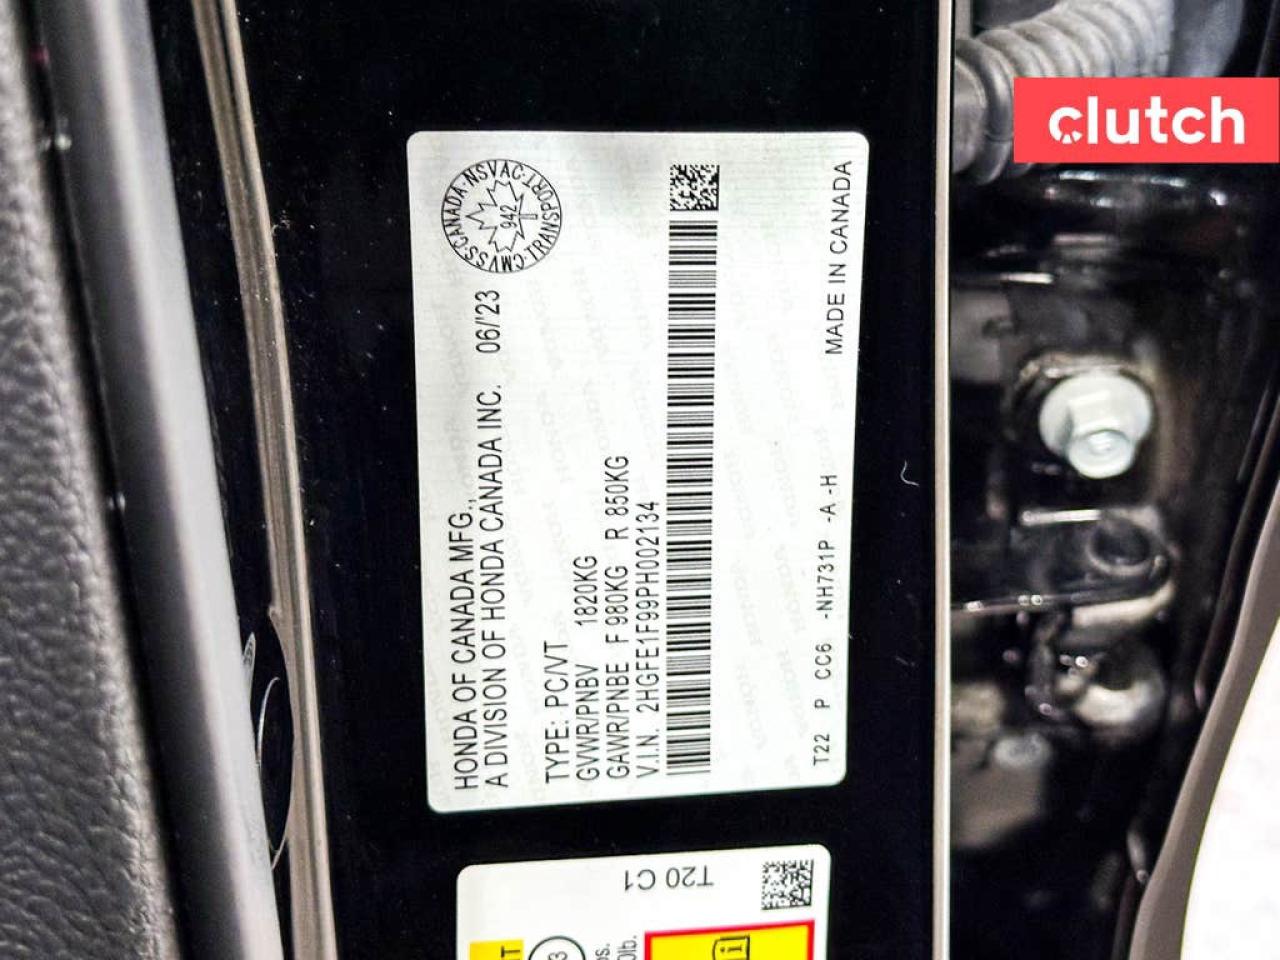 clutch
CMVSS·CANADA·NSVAC·TRANSPORT
942
HONDA OF CANADA MFG.,
A DIVISION OF HONDA CANADA INC. 06/'23
TYPE: PC/VT
GVWR/PNBV 1820KG
GAWR/PNBE F 980KG R 850KG
V.I.N. 2HGFE1F99PH002134
T22 P CC6 -NH731P -A -H MADE IN CANADA
T20 C1